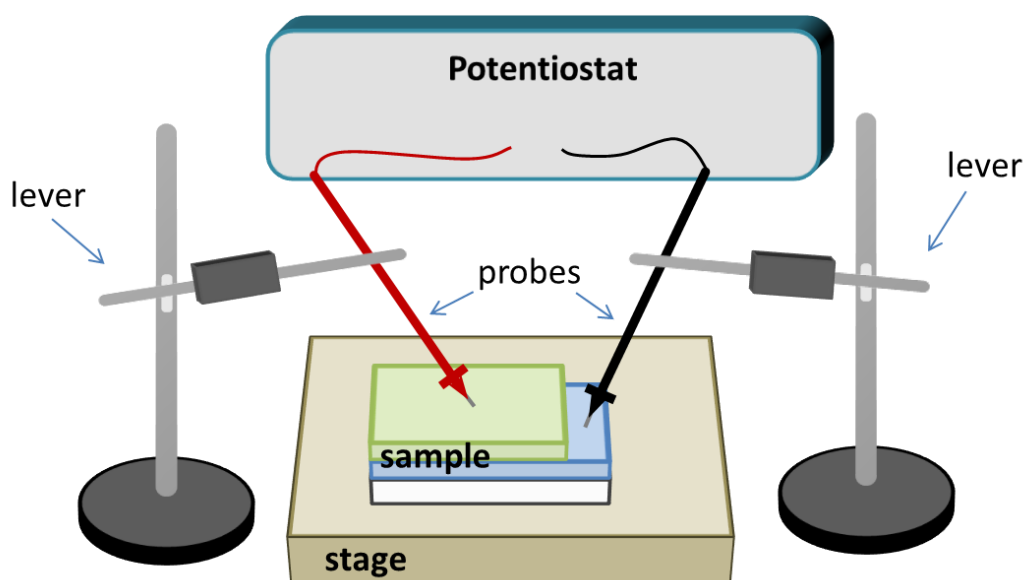 Potentiostat
lever
lever
probes
sample
stage